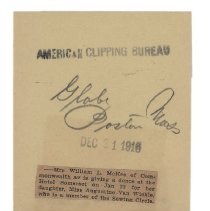 AMERICAN CLIPPING BUREAU
Globe
Boston Mass
DEC 31 1916
—Mrs William L. McKee of Com-
monwealth av is giving a dance at the
Hotel Somerset on Jan 22 for her
daughter, Miss Augustine Van Winkle,
who is a member of the Sewing Circle.